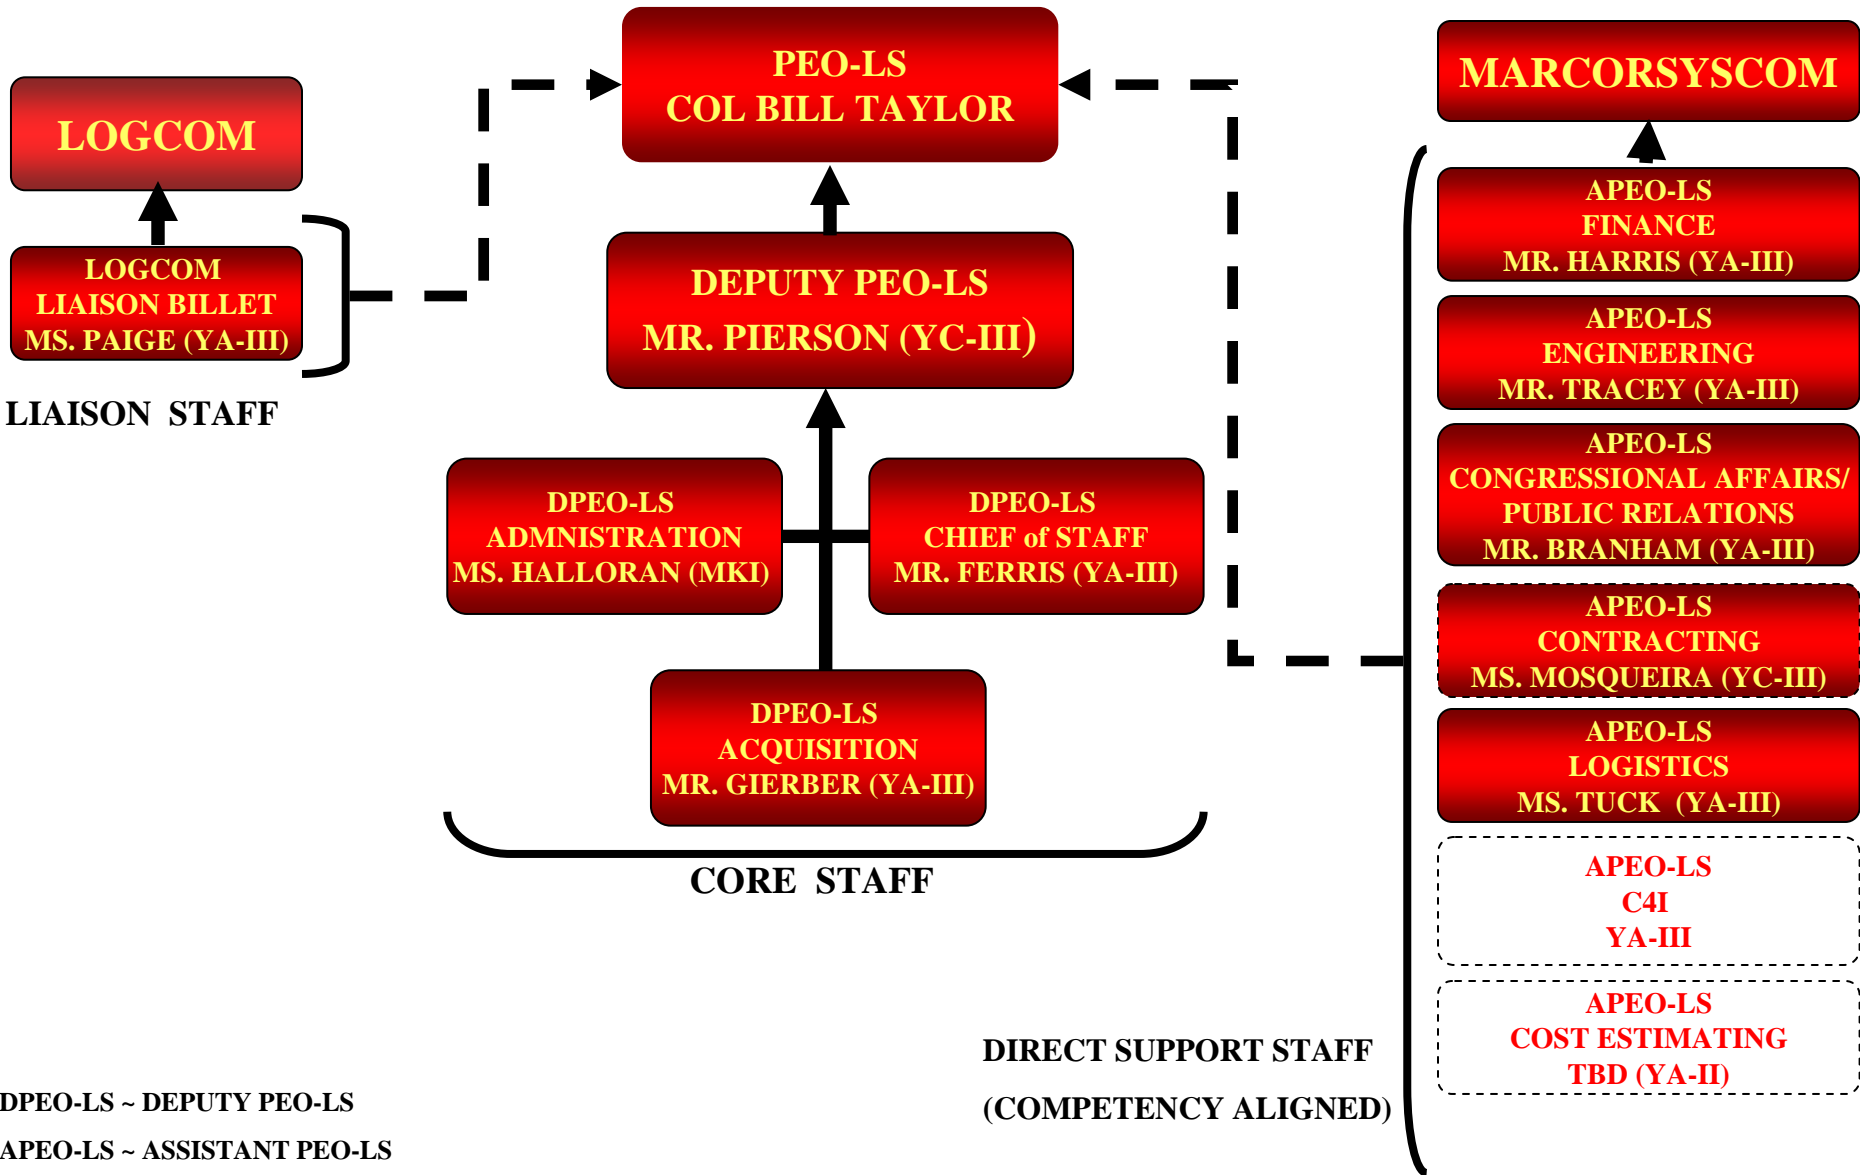 PEO-LS
COL BILL TAYLOR
MARCORSYSCOM
LOGCOM
LOGCOM
LIAISON BILLET
MS. PAIGE (YA-III)
LIAISON STAFF
DEPUTY PEO-LS
MR. PIERSON (YC-III)
DPEO-LS
ADMNISTRATION
MS. HALLORAN (MKI)
DPEO-LS
CHIEF of STAFF
MR. FERRIS (YA-III)
DPEO-LS
ACQUISITION
MR. GIERBER (YA-III)
CORE STAFF
APEO-LS
FINANCE
MR. HARRIS (YA-III)
APEO-LS
ENGINEERING
MR. TRACEY (YA-III)
APEO-LS
CONGRESSIONAL AFFAIRS/
PUBLIC RELATIONS
MR. BRANHAM (YA-III)
APEO-LS
CONTRACTING
MS. MOSQUEIRA (YC-III)
APEO-LS
LOGISTICS
MS. TUCK (YA-III)
APEO-LS
C4I
YA-III
APEO-LS
COST ESTIMATING
TBD (YA-II)
DIRECT SUPPORT STAFF
(COMPETENCY ALIGNED)
DPEO-LS ~ DEPUTY PEO-LS
APEO-LS ~ ASSISTANT PEO-LS